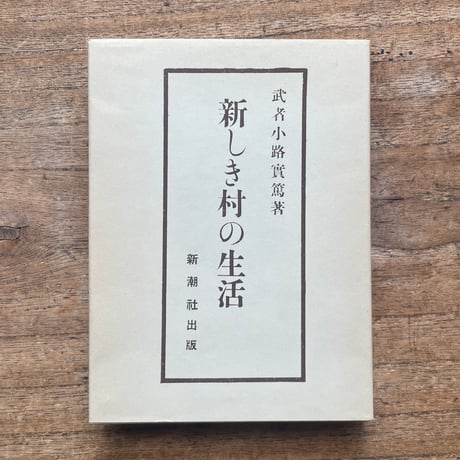 武者小路實篤著
新しき村の生活
新潮社出版